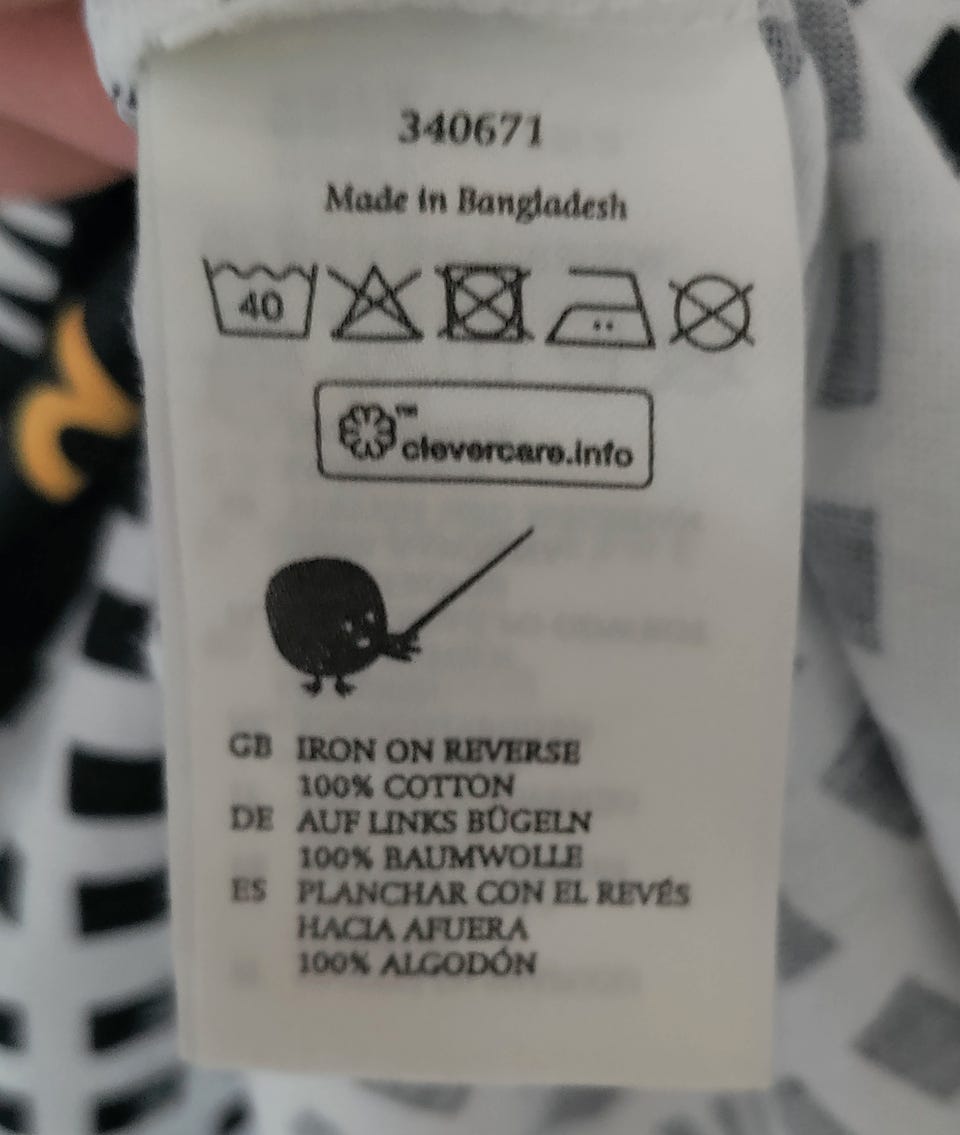 340671
Made in Bangladesh
40
™
clevercare.info
GB IRON ON REVERSE
100% COTTON
DE AUF LINKS BÜGELN
100% BAUMWOLLE
ES PLANCHAR CON EL REVÉS
HACIA AFUERA
100% ALGODÓN